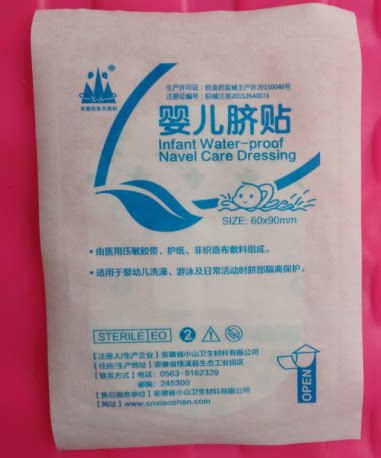 生产许可证：皖食药监械生产许20150048号
注册证编号：皖械注准20152640074
X·S
®
婴儿脐贴
Infant Water-proof
Navel Care Dressing
SIZE: 60x90mm
• 由医用压敏胶带、护纸、非织造布敷料组成。
• 适用于婴幼儿洗澡、游泳及日常活动时脐部隔离保护。
STERILE EO
2
【注册人/生产企业】安徽省小山卫生材料有限公司
【住所/生产地址】安徽省绩溪县生态工业园区
【联系方式】电话：0563-8162329
邮编：245300
【售后服务单位】安徽省小山卫生材料有限公司
【网址】www.cnxiaoshan.com
OPEN